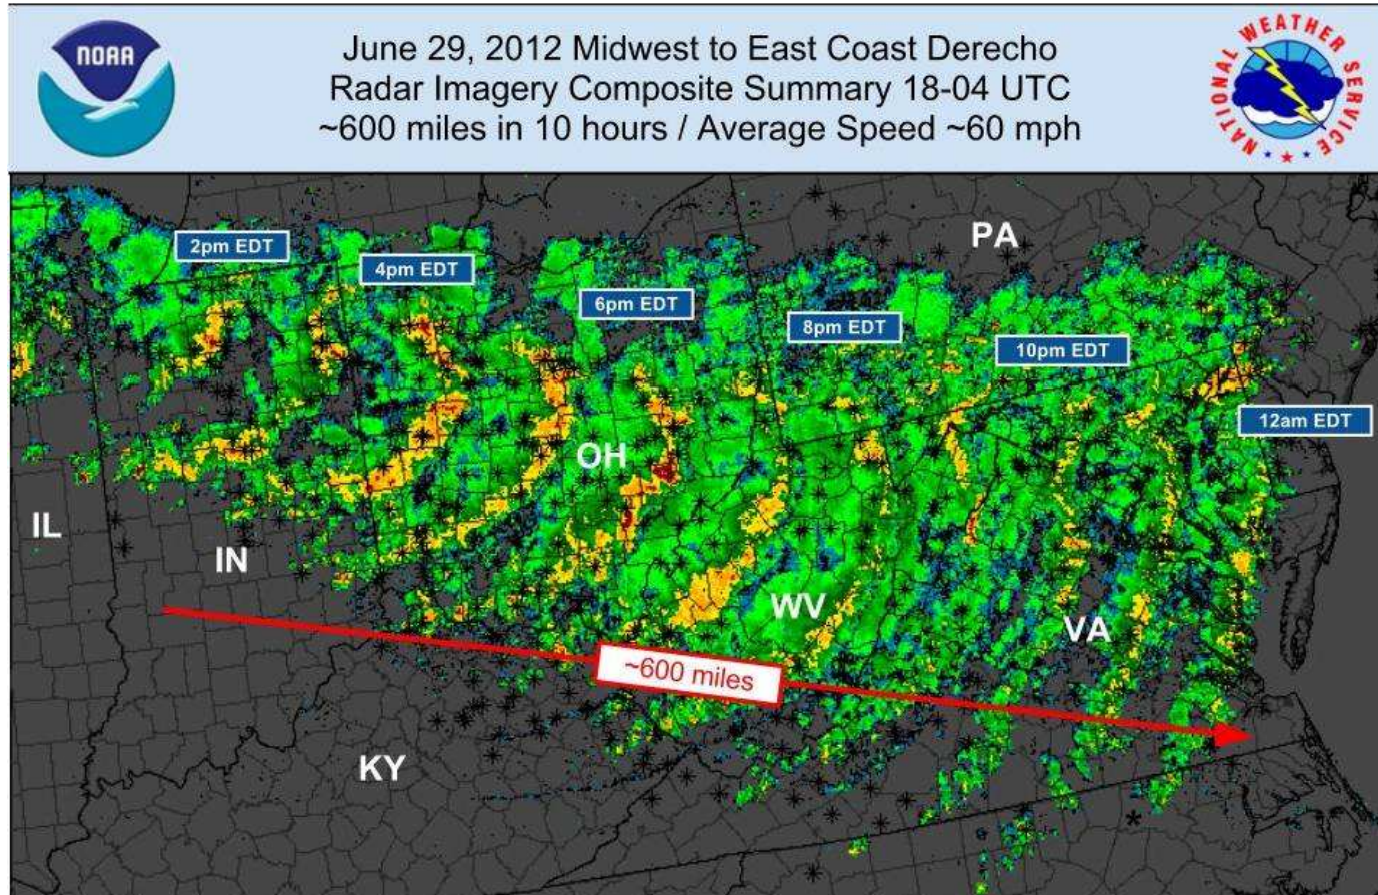 NOAA
June 29, 2012 Midwest to East Coast Derecho
Radar Imagery Composite Summary 18-04 UTC
~600 miles in 10 hours / Average Speed ~60 mph
NATIONAL WEATHER SERVICE
2pm EDT
4pm EDT
6pm EDT
8pm EDT
PA
10pm EDT
12am EDT
OH
IL
IN
WV
VA
~600 miles
KY